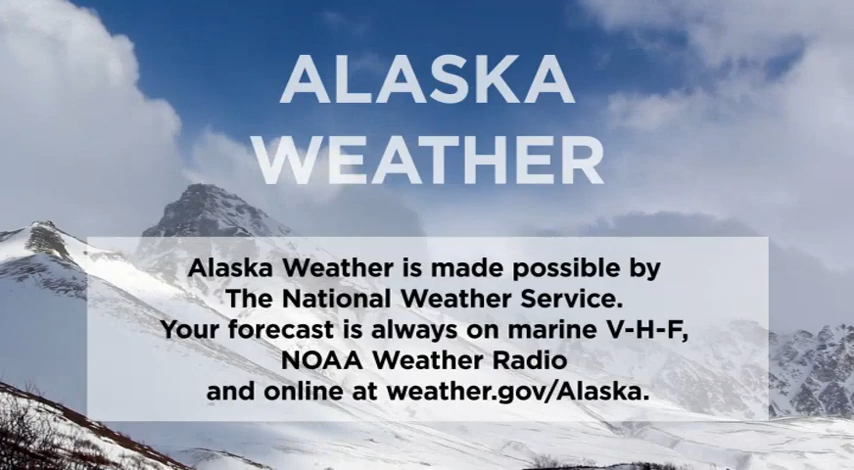 ALASKA
WEATHER
Alaska Weather is made possible by
The National Weather Service.
Your forecast is always on marine V-H-F,
NOAA Weather Radio
and online at weather.gov/Alaska.